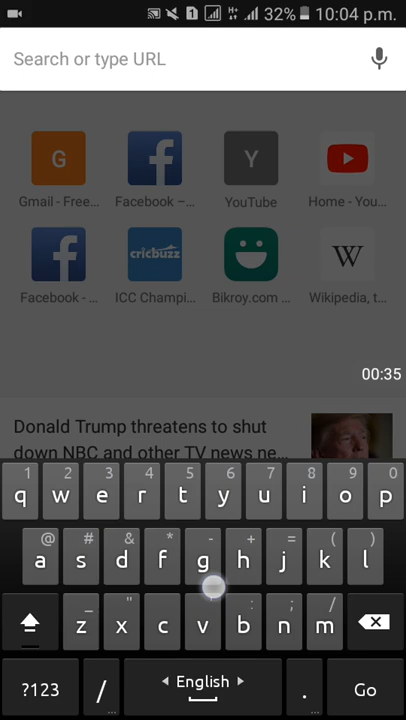 1 H+ 32% 10:04 p.m.
Search or type URL
G Y W
Gmail - Free... Facebook –... YouTube Home - You...
cricbuzz
Facebook - ... ICC Champi... Bikroy.com ... Wikipedia, t...
00:35
Donald Trump threatens to shut
down NBC and other TV news ne...
1 2 3 4 5 6 7 8 9 0
q w e r t y u i o p
@ # & * - + = ( )
a s d f g h j k l
_ " : ; /
z x c v b n m
?123 / English . Go